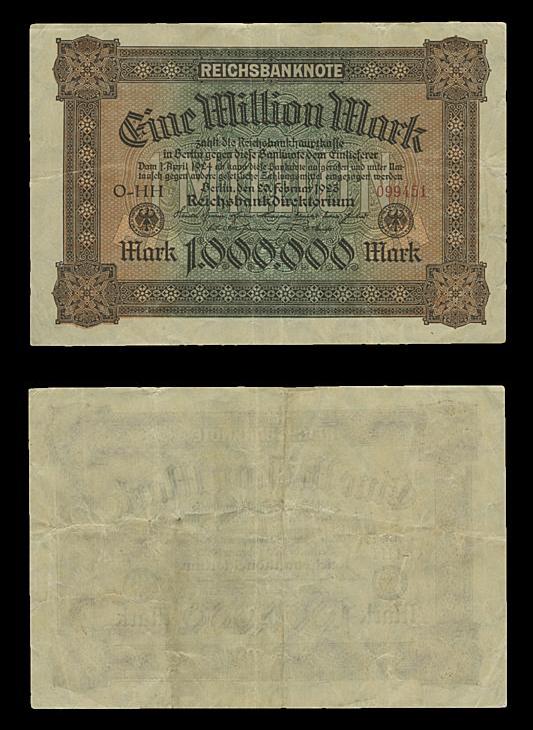 REICHSBANKNOTE
Eine Million Mark
zahlt die Reichsbankhauptkasse
in Berlin gegen diese Banknote dem Einlieferer
Vom 1. April 1924 ab kann diese Banknote aufgerufen und unter Um-
tausch gegen andere gesetzliche Zahlungsmittel eingezogen werden
Berlin, den 20. Februar 1923
O-HH 099451
Reichsbankdirektorium
Mark 1.000.000 Mark